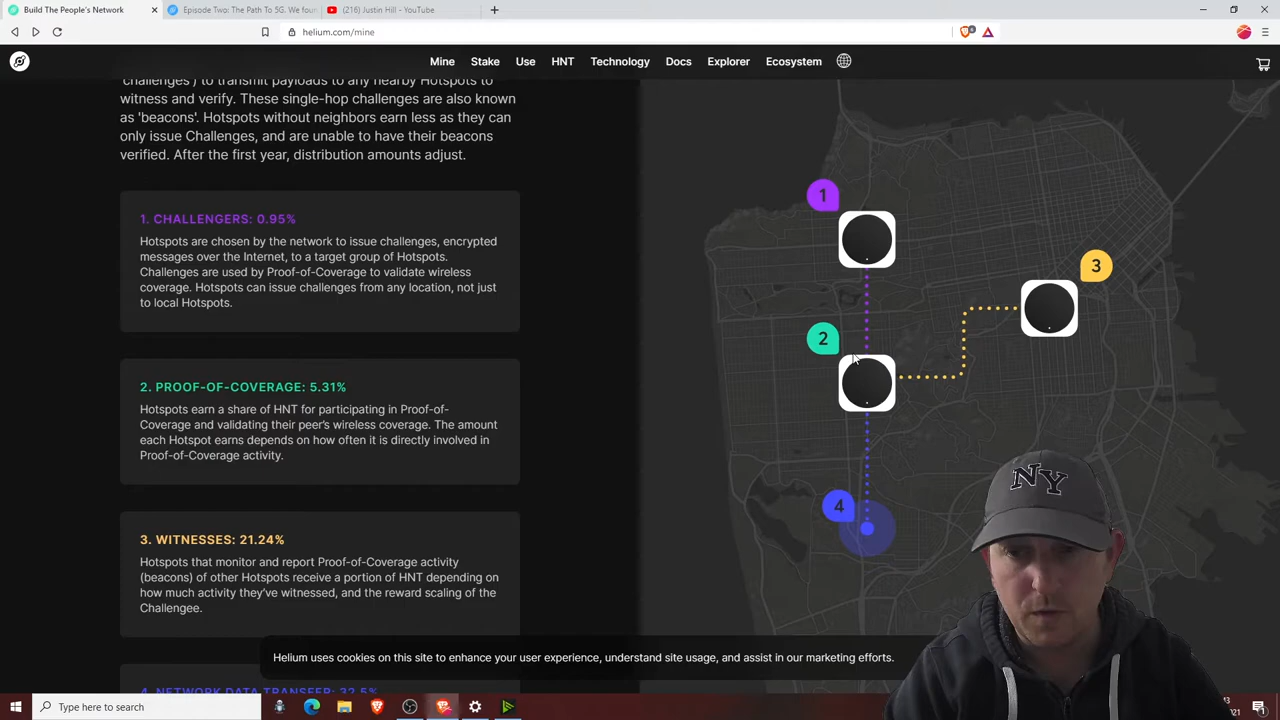 Build The People's Network
Episode Two: The Path To 5G. We fou
(216) Justin Hill - YouTube
helium.com/mine
Mine
Stake
Use
HNT
Technology
Docs
Explorer
Ecosystem
'challenges') to transmit payloads to any nearby Hotspots to
witness and verify. These single-hop challenges are also known
as 'beacons'. Hotspots without neighbors earn less as they can
only issue Challenges, and are unable to have their beacons
verified. After the first year, distribution amounts adjust.
1. CHALLENGERS: 0.95%
Hotspots are chosen by the network to issue challenges, encrypted
messages over the Internet, to a target group of Hotspots.
Challenges are used by Proof-of-Coverage to validate wireless
coverage. Hotspots can issue challenges from any location, not just
to local Hotspots.
2. PROOF-OF-COVERAGE: 5.31%
Hotspots earn a share of HNT for participating in Proof-of-
Coverage and validating their peer's wireless coverage. The amount
each Hotspot earns depends on how often it is directly involved in
Proof-of-Coverage activity.
3. WITNESSES: 21.24%
Hotspots that monitor and report Proof-of-Coverage activity
(beacons) of other Hotspots receive a portion of HNT depending on
how much activity they've witnessed, and the reward scaling of the
Challengee.
4. NETWORK DATA TRANSFER: 32.5%
1
2
3
4
NY
Helium uses cookies on this site to enhance your user experience, understand site usage, and assist in our marketing efforts.
Type here to search